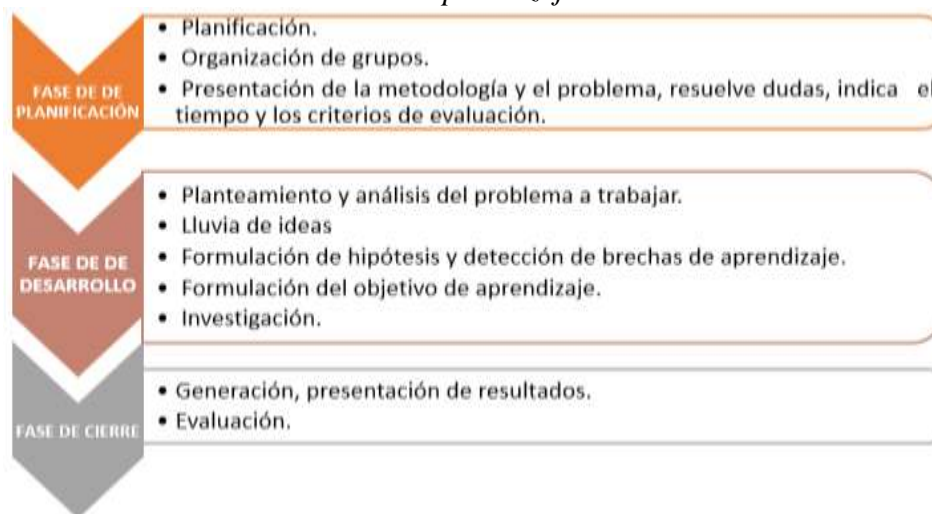 • Planificación.
• Organización de grupos.
• Presentación de la metodología y el problema, resuelve dudas, indica el
tiempo y los criterios de evaluación.
FASE DE DE
PLANIFICACIÓN
• Planteamiento y análisis del problema a trabajar.
• Lluvia de ideas
• Formulación de hipótesis y detección de brechas de aprendizaje.
• Formulación del objetivo de aprendizaje.
• Investigación.
FASE DE DE
DESARROLLO
• Generación, presentación de resultados.
• Evaluación.
FASE DE CIERRE